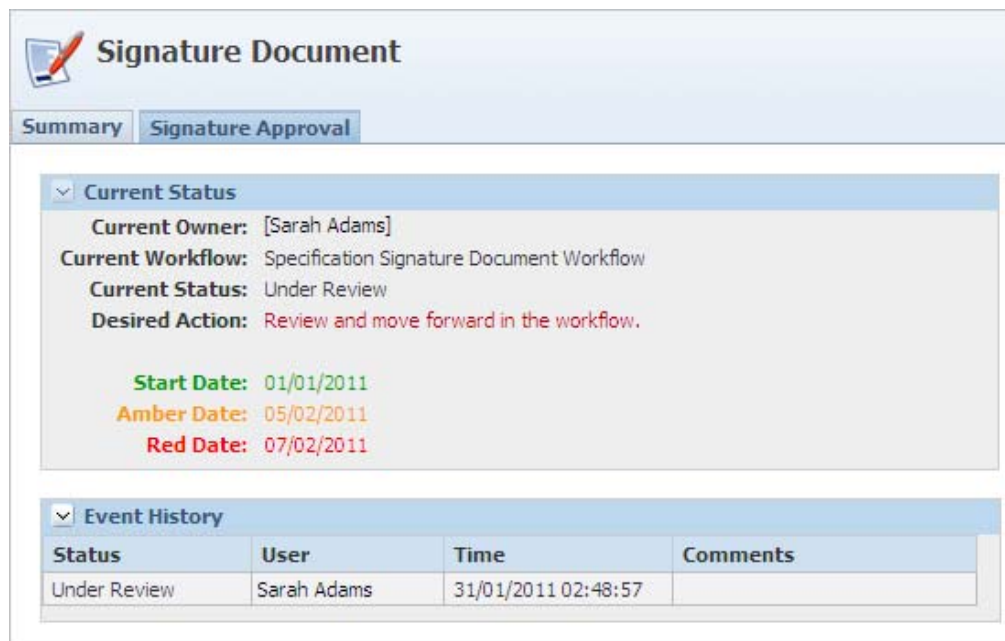 Signature Document
Summary Signature Approval
Current Status
Current Owner: [Sarah Adams]
Current Workflow: Specification Signature Document Workflow
Current Status: Under Review
Desired Action: Review and move forward in the workflow.
Start Date: 01/01/2011
Amber Date: 05/02/2011
Red Date: 07/02/2011
Event History
Status User Time Comments
Under Review Sarah Adams 31/01/2011 02:48:57